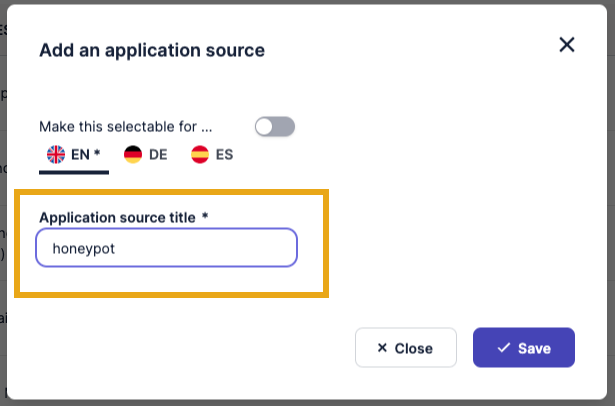 Add an application source
Make this selectable for ...
EN * DE ES
Application source title *
honeypot
Close Save